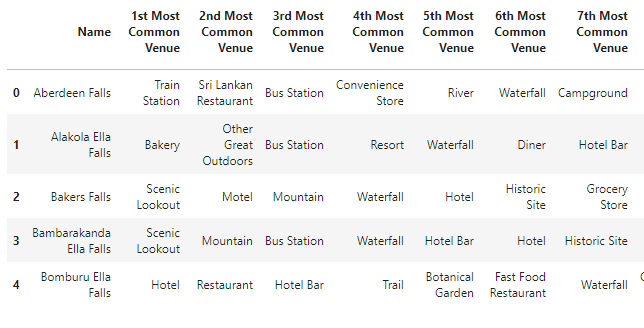 Name 1st Most Common Venue 2nd Most Common Venue 3rd Most Common Venue 4th Most Common Venue 5th Most Common Venue 6th Most Common Venue 7th Most Common Venue
0 Aberdeen Falls Train Station Sri Lankan Restaurant Bus Station Convenience Store River Waterfall Campground
1 Alakola Ella Falls Bakery Other Great Outdoors Bus Station Resort Waterfall Diner Hotel Bar
2 Bakers Falls Scenic Lookout Motel Mountain Waterfall Hotel Historic Site Grocery Store
3 Bambarakanda Ella Falls Scenic Lookout Mountain Bus Station Waterfall Hotel Bar Hotel Historic Site
4 Bomburu Ella Falls Hotel Restaurant Hotel Bar Trail Botanical Garden Fast Food Restaurant Waterfall